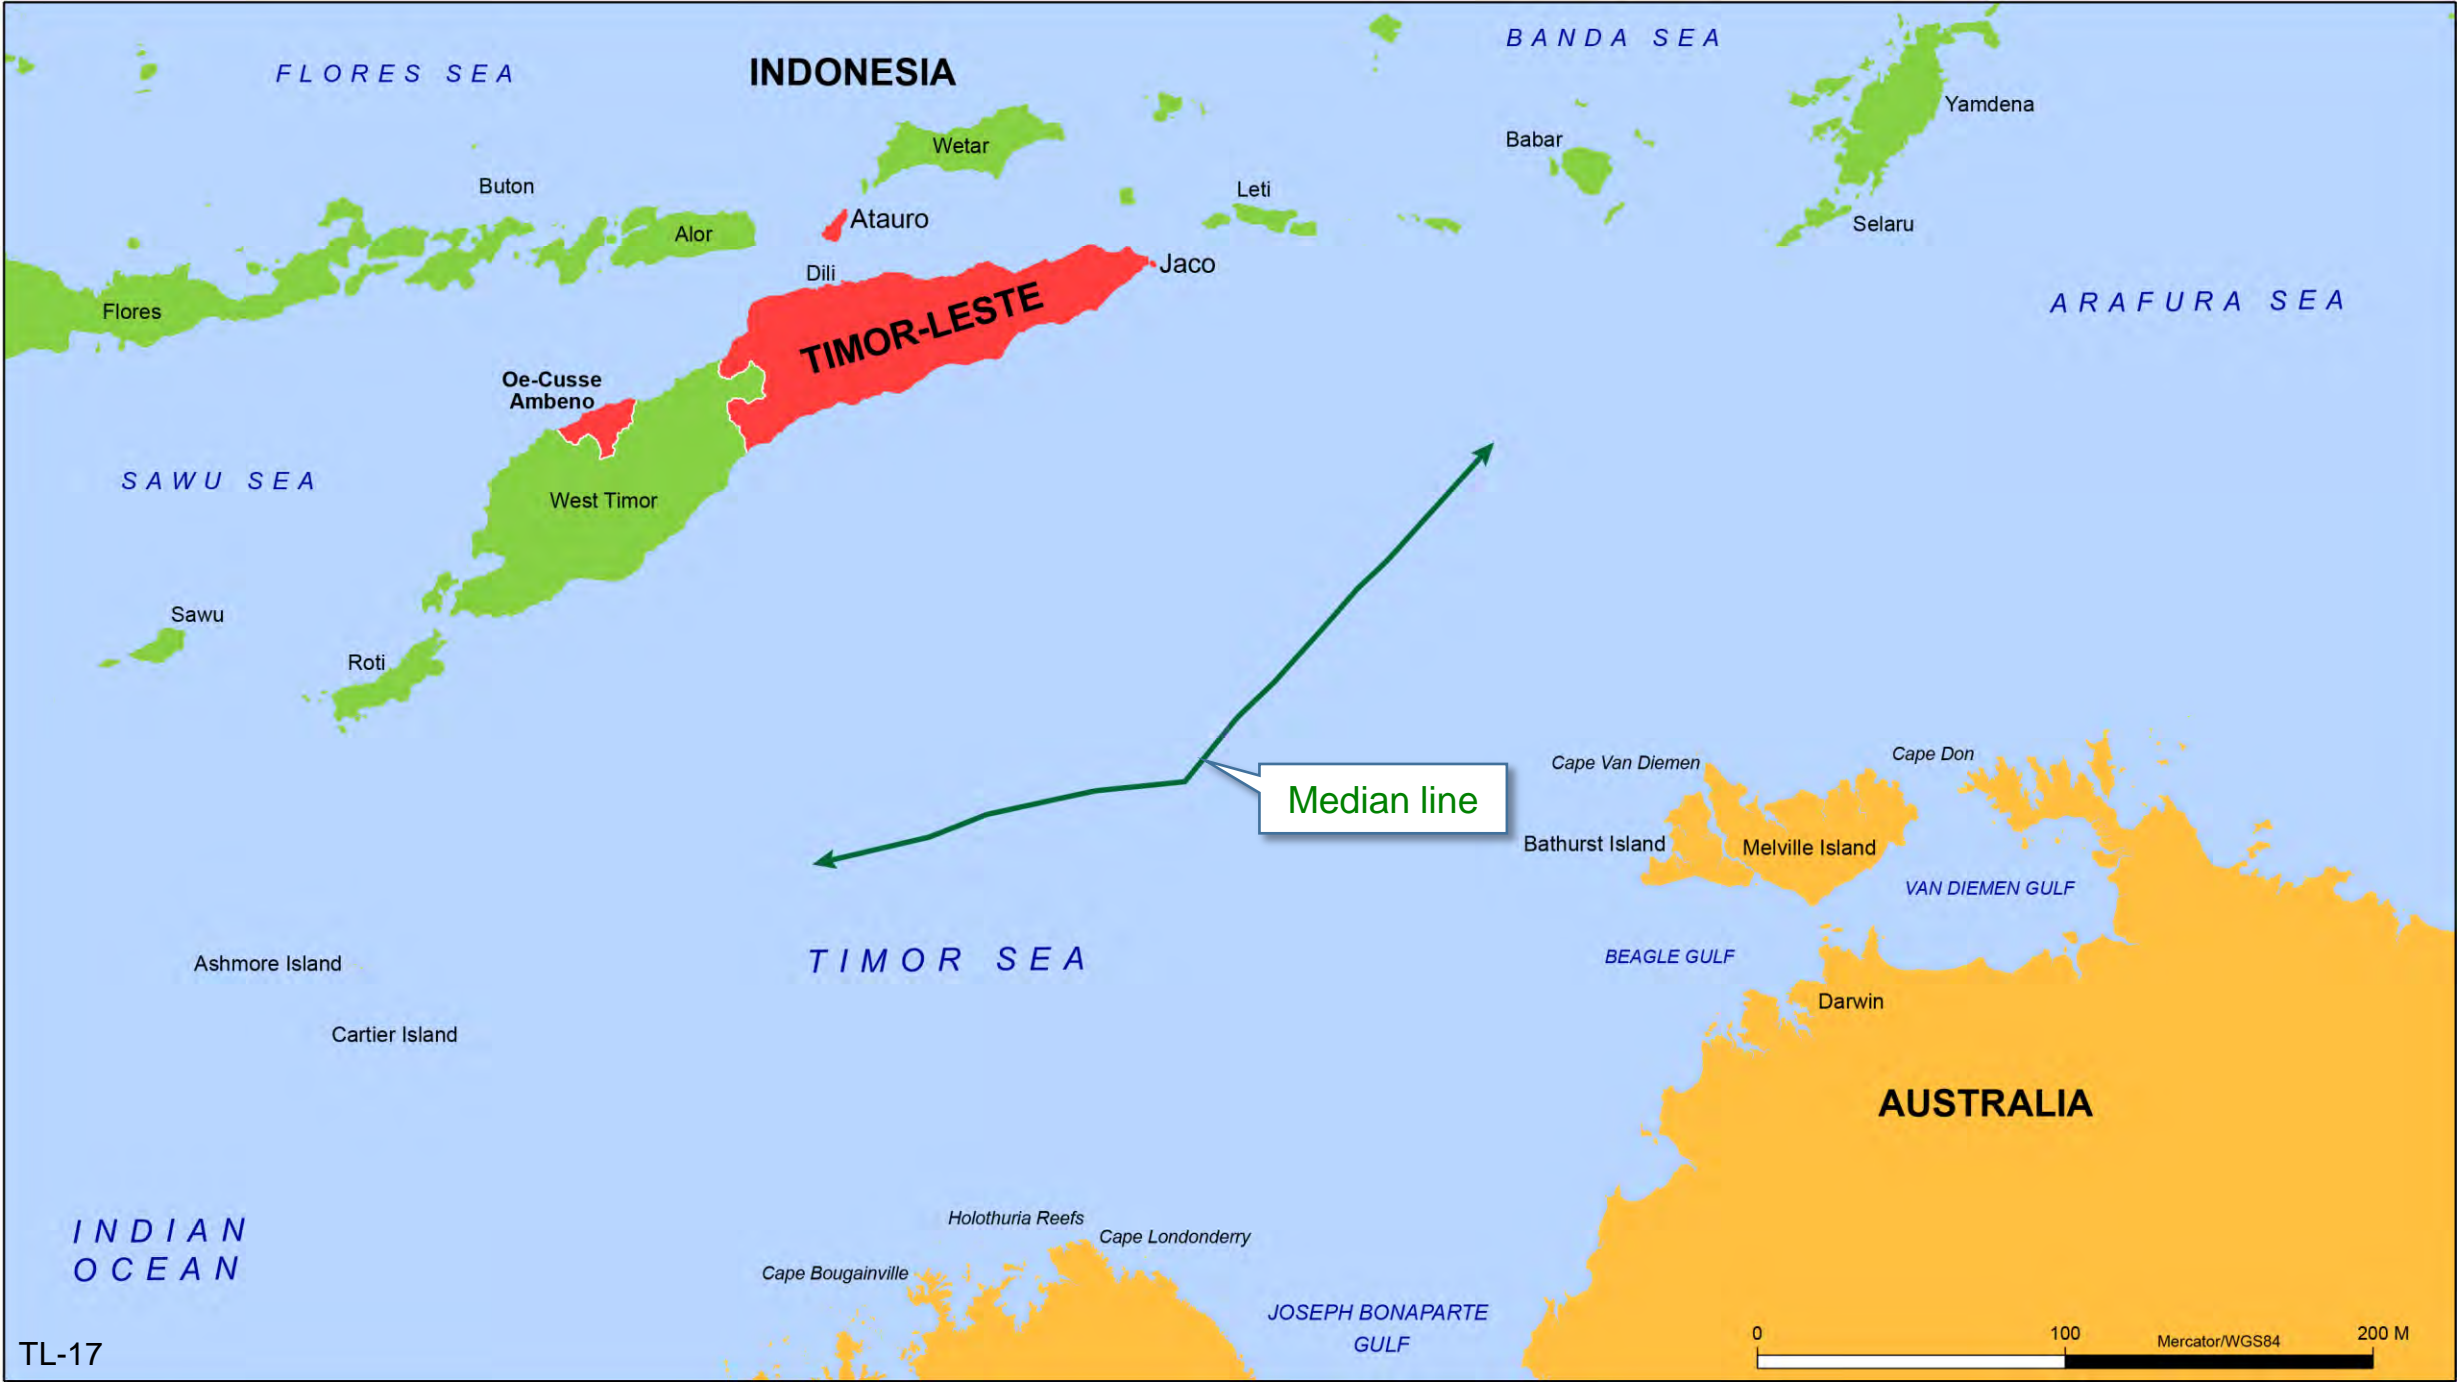 BANDA SEA
FLORES SEA
INDONESIA
Yamdena
Babar
Wetar
Buton
Leti
Atauro
Selaru
Alor
Dili
Jaco
Flores
TIMOR-LESTE
ARAFURA SEA
Oe-Cusse
Ambeno
SAWU SEA
West Timor
Sawu
Roti
Cape Van Diemen
Cape Don
Median line
Bathurst Island
Melville Island
VAN DIEMEN GULF
TIMOR SEA
BEAGLE GULF
Ashmore Island
Darwin
Cartier Island
AUSTRALIA
INDIAN
OCEAN
Holothuria Reefs
Cape Londonderry
Cape Bougainville
JOSEPH BONAPARTE
GULF
0 100 200 M
Mercator/WGS84
TL-17